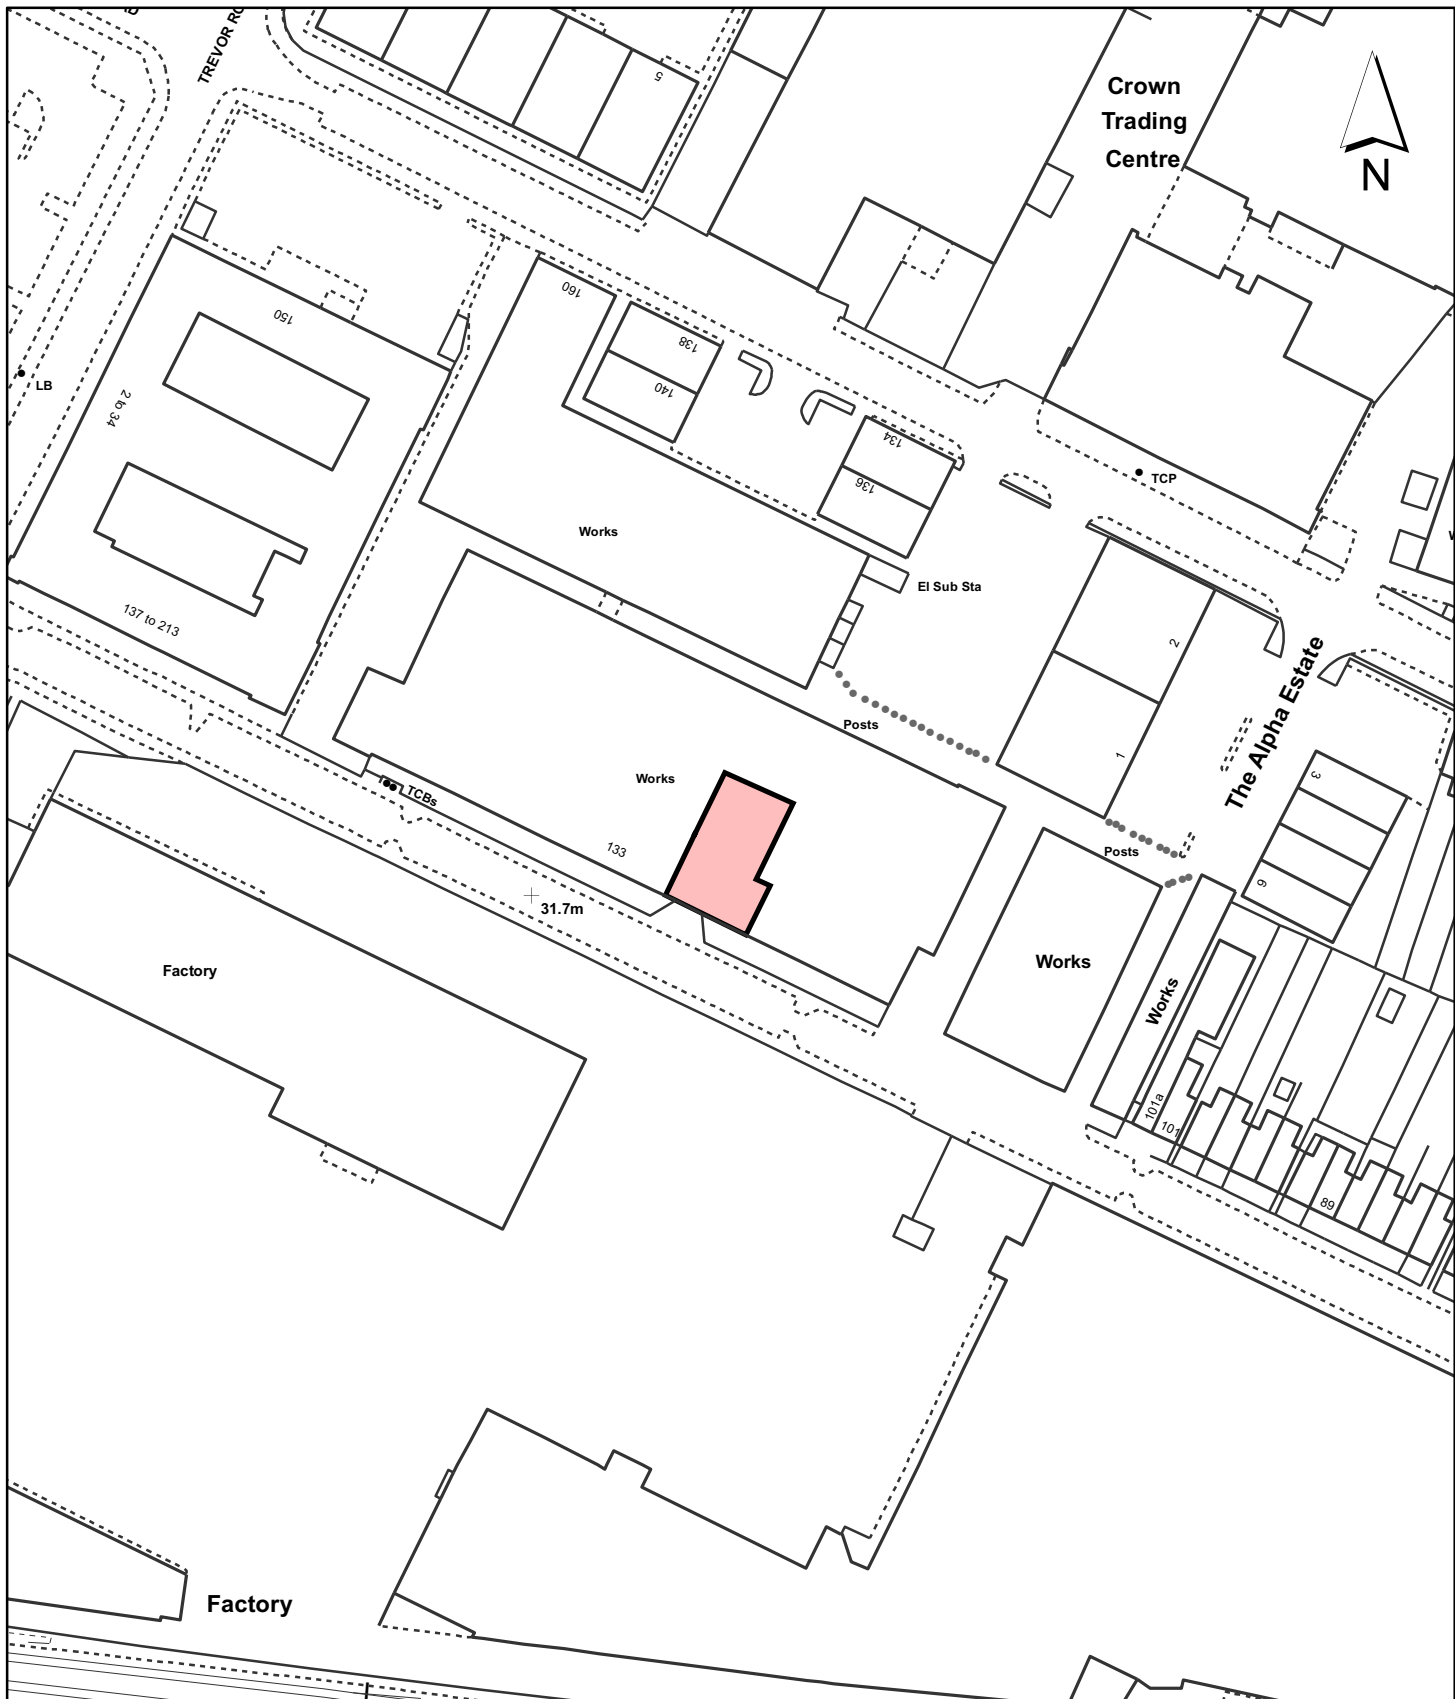 TREVOR RO
5
Crown
Trading
Centre
N
160
150
138
LB
140
2 to 34
134
TCP
136
Works
El Sub Sta
137 to 213
2
The Alpha Estate
Posts
1
Works
3
TCBs
133
Posts
9
31.7m
Works
Factory
Works
101a
101
89
Factory